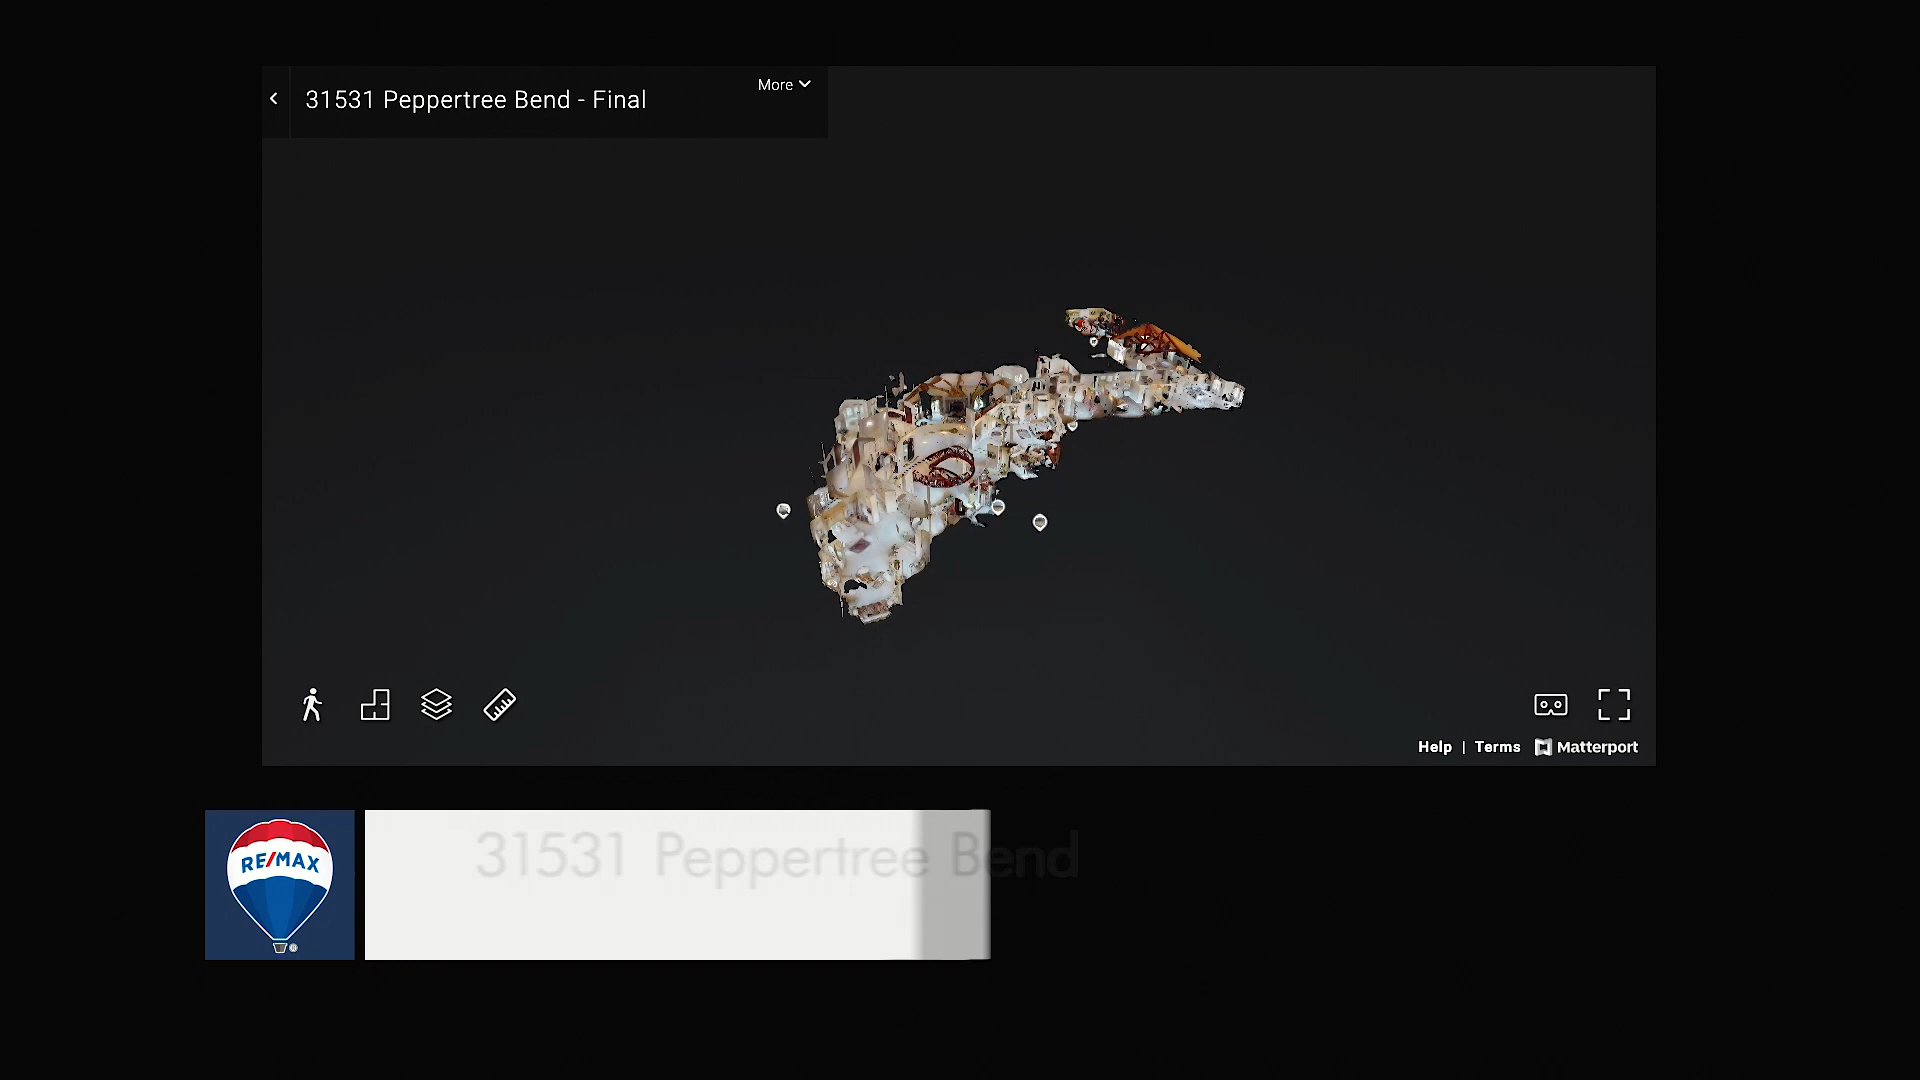 31531 Peppertree Bend - Final
More
Help | Terms Matterport
RE/MAX
®
31531 Peppertree Bend